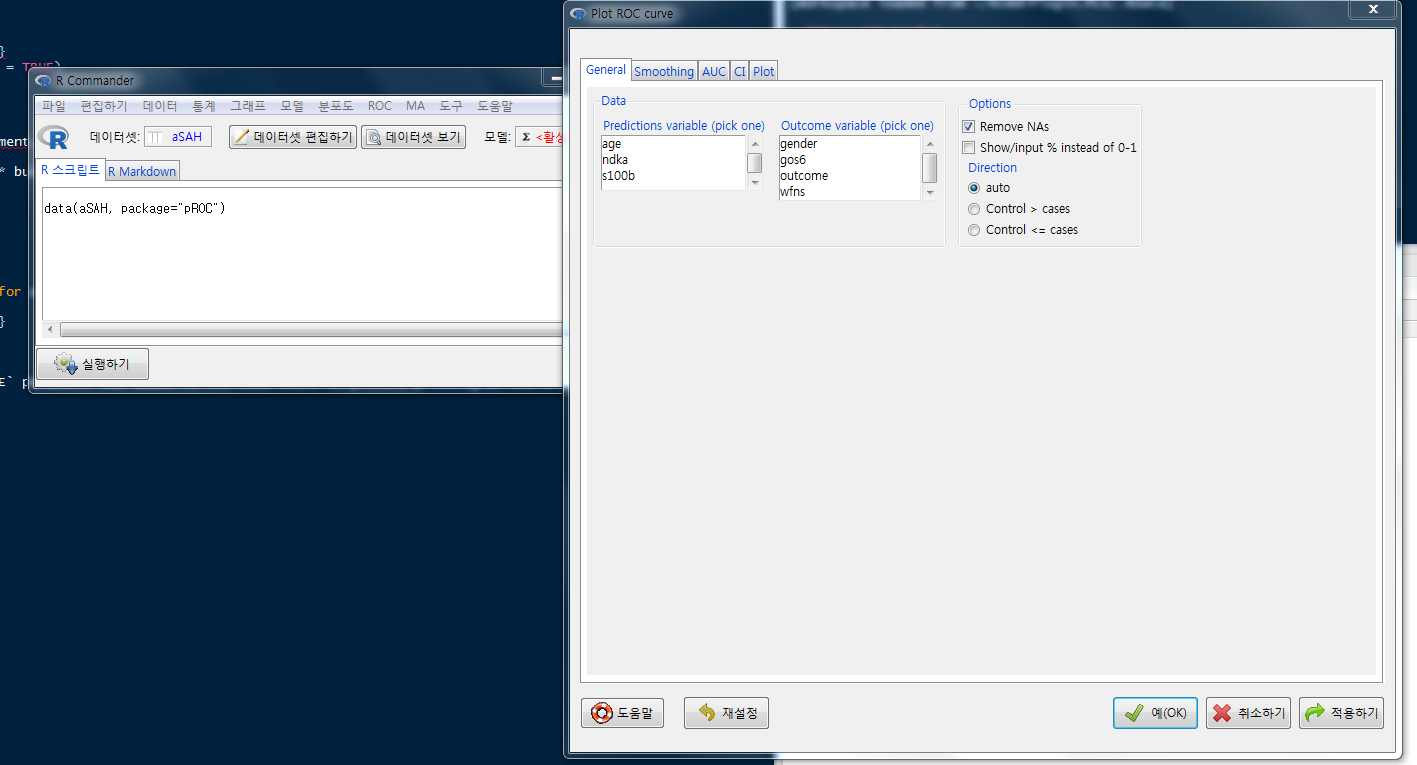 }
= TRUE)
ment
* bu
for
}
E` p
R Commander
파일 편집하기 데이터 통계 그래프 모델 분포도 ROC MA 도구 도움말
R 데이터셋: aSAH 데이터셋 편집하기 데이터셋 보기 모델: Σ <활성
R 스크립트 R Markdown
data(aSAH, package="pROC")
실행하기
Plot ROC curve
General Smoothing AUC CI Plot
Data
Predictions variable (pick one)
age
ndka
s100b
Outcome variable (pick one)
gender
gos6
outcome
wfns
Options
Remove NAs
Show/input % instead of 0-1
Direction
auto
Control > cases
Control <= cases
도움말 재설정 예(OK) 취소하기 적용하기